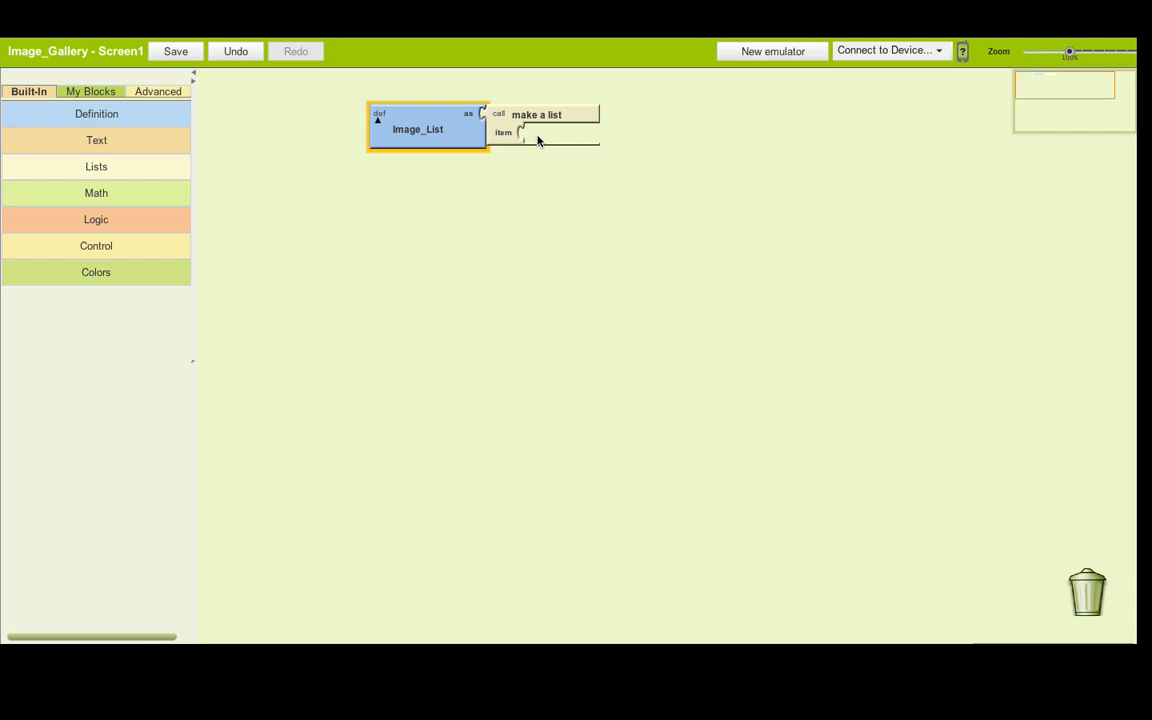 Image_Gallery - Screen1 Save Undo Redo New emulator Connect to Device... ? Zoom
100%
Built-In My Blocks Advanced
Definition
Text
Lists
Math
Logic
Control
Colors
def as call make a list
Image_List item